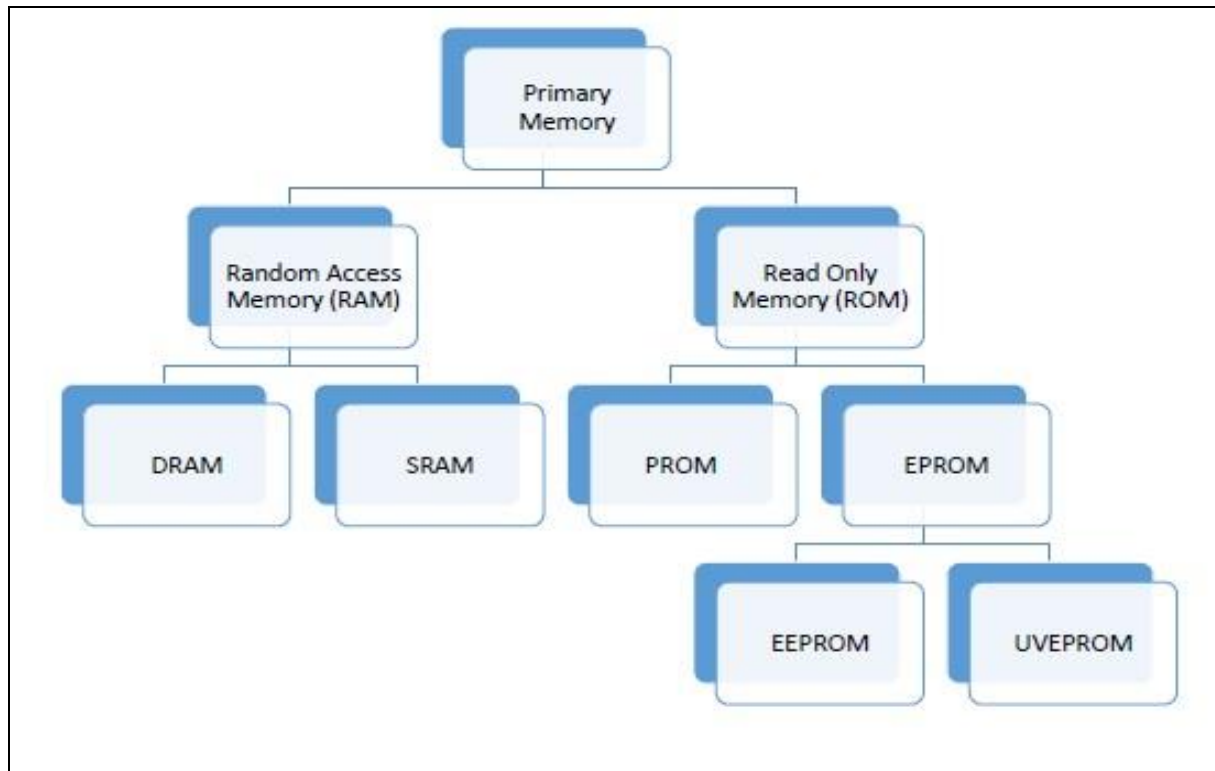 Primary
Memory
Random Access
Memory (RAM)
Read Only
Memory (ROM)
DRAM
SRAM
PROM
EPROM
EEPROM
UVEPROM